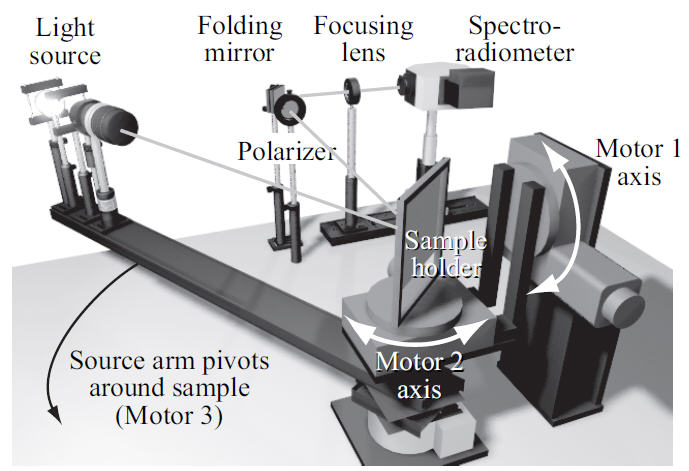 Light
source
Folding
mirror
Focusing
lens
Spectro-
radiometer
Polarizer
Motor 1
axis
Sample
holder
Motor 2
axis
Source arm pivots
around sample
(Motor 3)